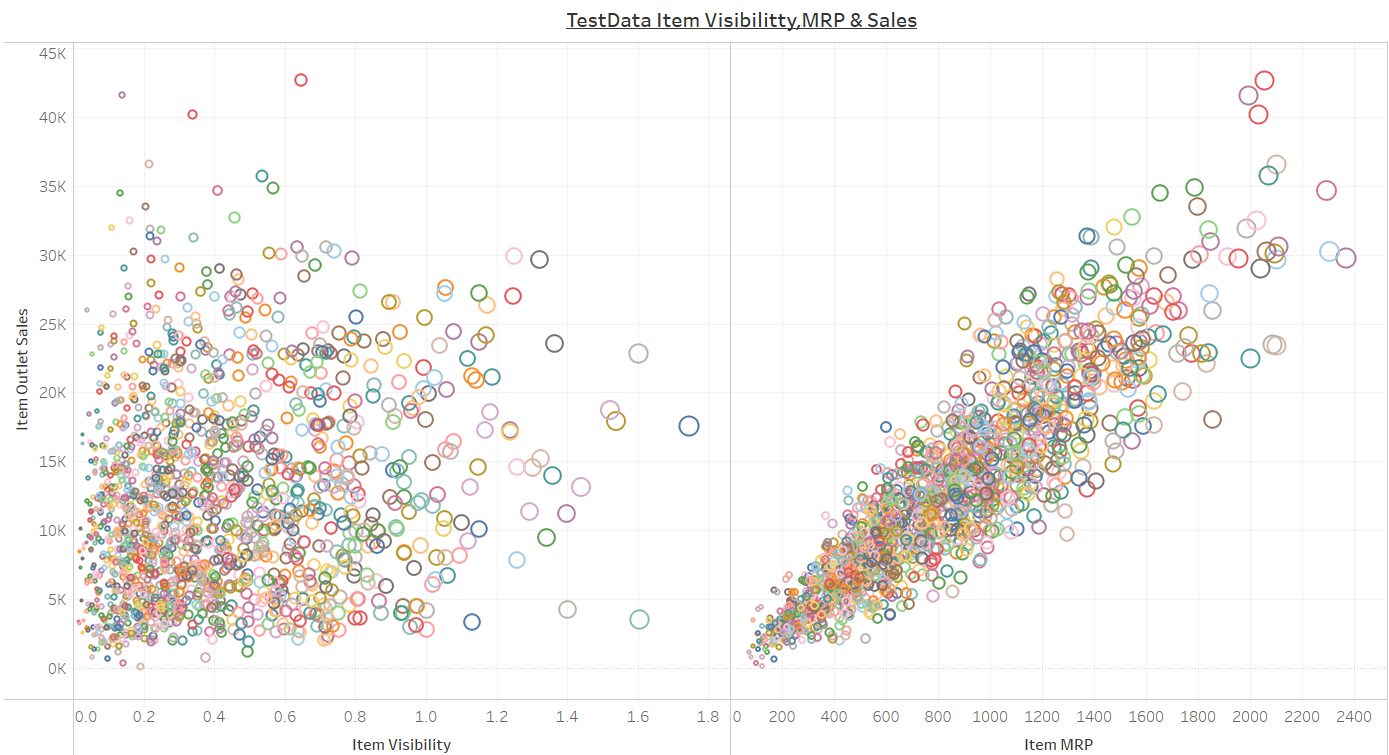 TestData Item Visibilitty,MRP & Sales
45K
40K
35K
30K
25K
20K
15K
10K
5K
0K
Item Outlet Sales
0.0 0.2 0.4 0.6 0.8 1.0 1.2 1.4 1.6 1.8
0 200 400 600 800 1000 1200 1400 1600 1800 2000 2200 2400
Item Visibility
Item MRP